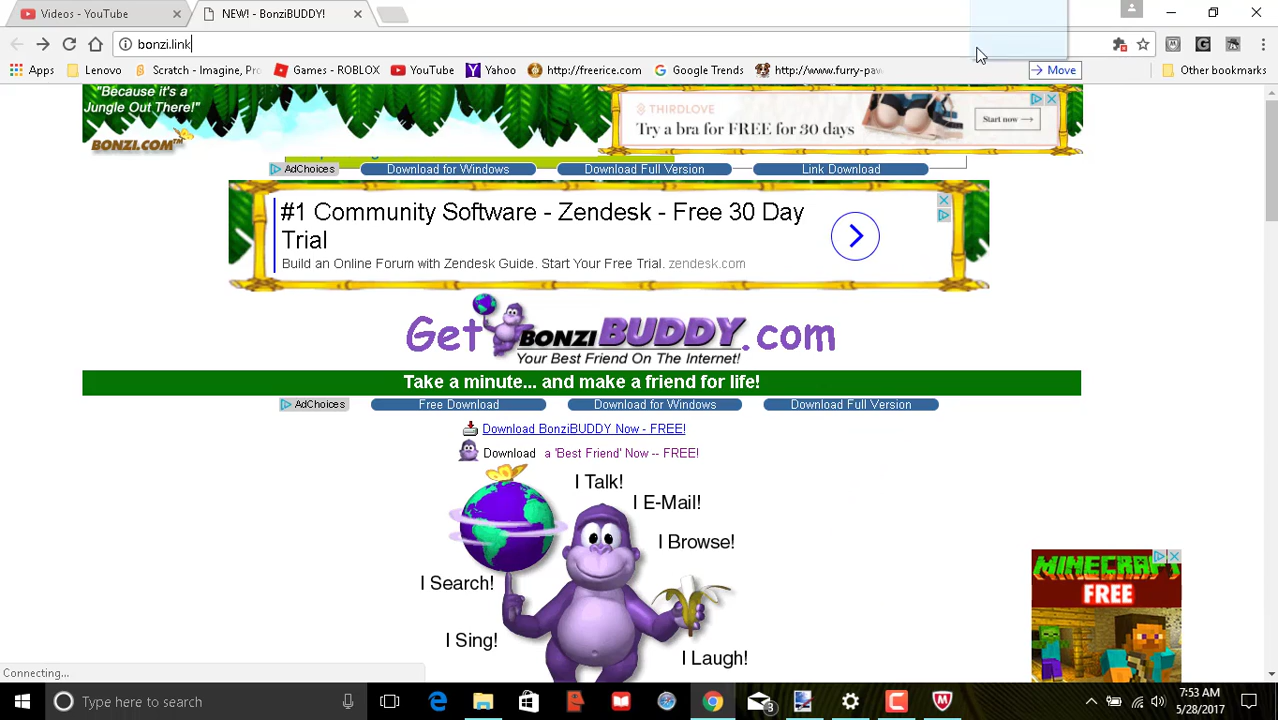 Videos - YouTube
NEW! - BonziBUDDY!
bonzi.link
Apps
Lenovo
Scratch - Imagine, Pro
Games - ROBLOX
YouTube
Yahoo
http://freerice.com
Google Trends
http://www.furry-paw
Move
Other bookmarks
"Because it's a
Jungle Out There!"
BONZI.COM™
THIRDLOVE
Try a bra for FREE for 30 days
Start now →
AdChoices
Download for Windows
Download Full Version
Link Download
#1 Community Software - Zendesk - Free 30 Day
Trial
Build an Online Forum with Zendesk Guide. Start Your Free Trial. zendesk.com
Get BONZI BUDDY .com
Your Best Friend On The Internet!
Take a minute... and make a friend for life!
AdChoices
Free Download
Download for Windows
Download Full Version
Download BonziBUDDY Now - FREE!
Download a 'Best Friend' Now -- FREE!
I Talk!
I E-Mail!
I Browse!
I Search!
I Sing!
I Laugh!
MINECRAFT
FREE
Connecting...
Type here to search
3
7:53 AM
5/28/2017